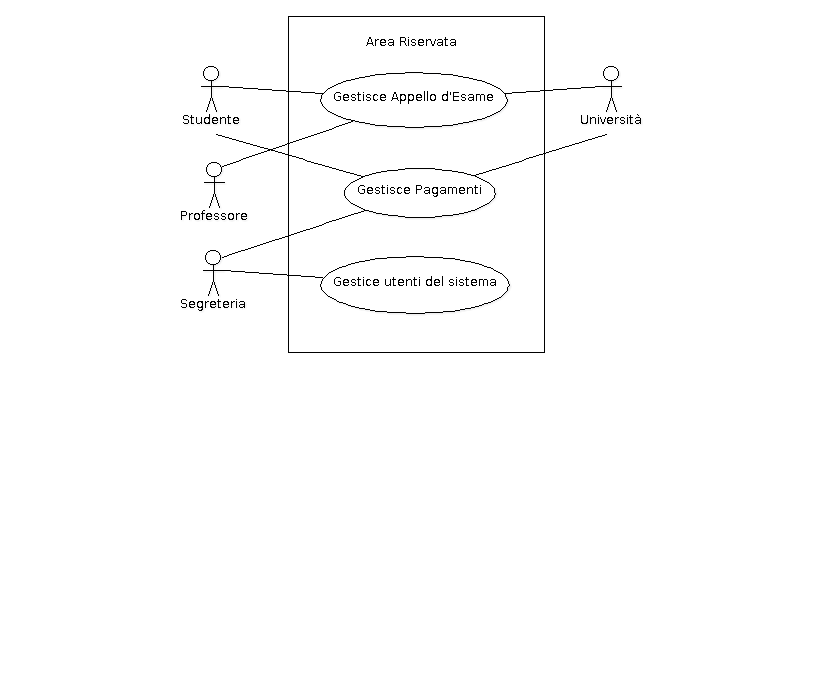 Area Riservata
Gestisce Appello d'Esame
Studente
Università
Gestisce Pagamenti
Professore
Gestice utenti del sistema
Segreteria